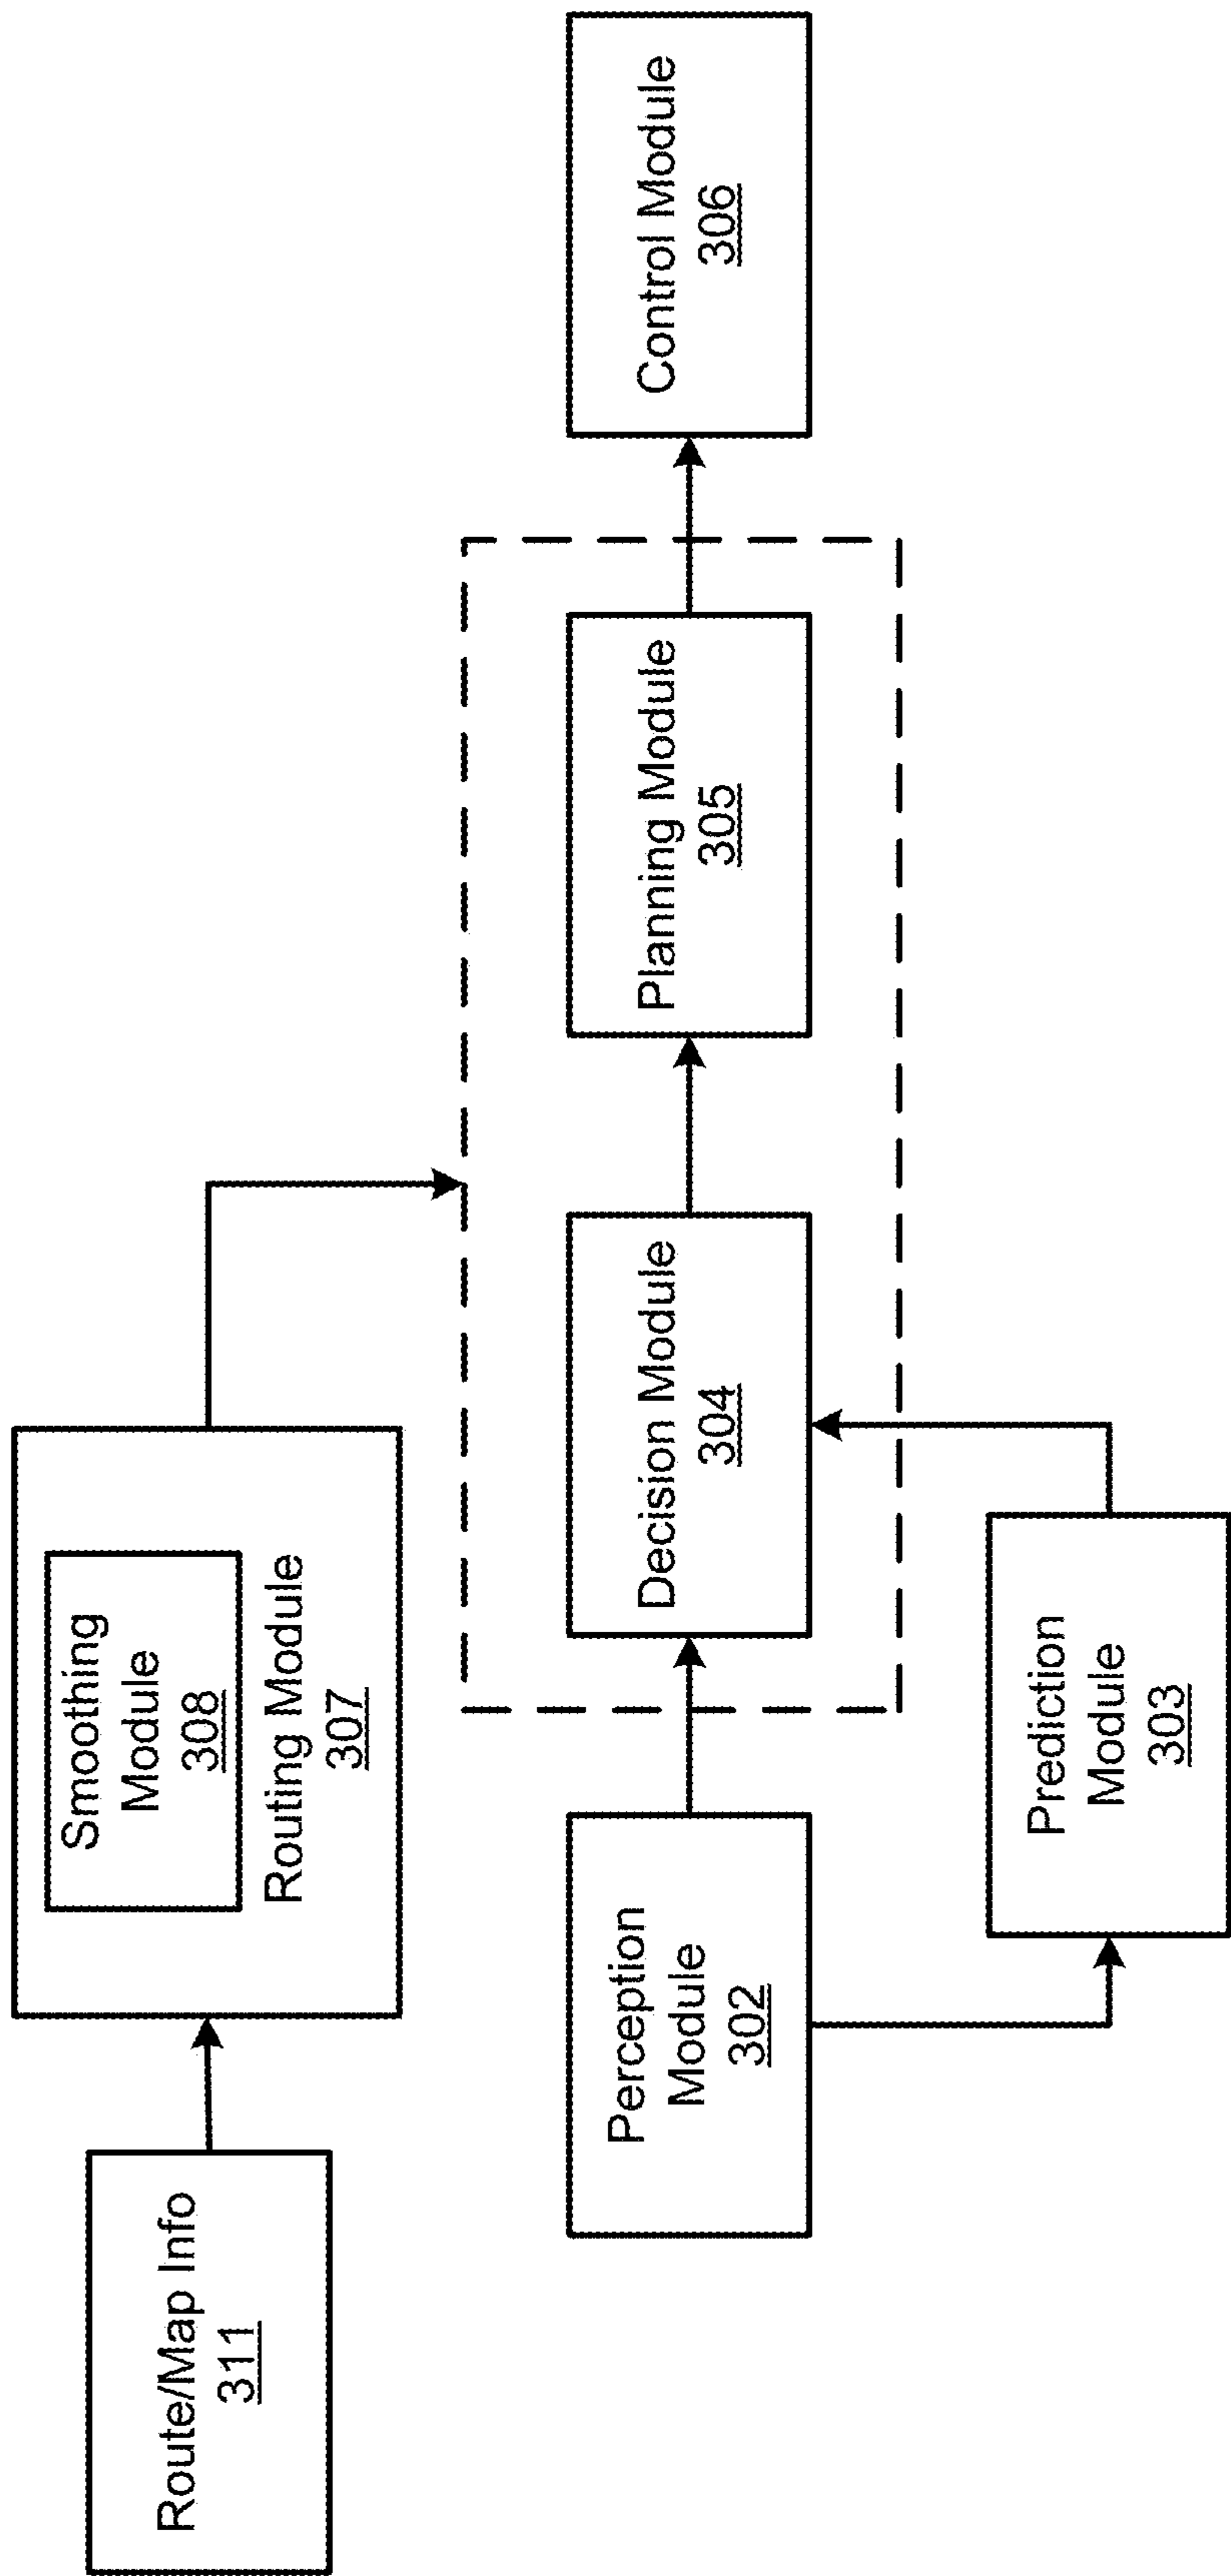 Route/Map Info
311
Smoothing
Module
308
Routing Module
307
Perception
Module
302
Prediction
Module
303
Decision Module
304
Planning Module
305
Control Module
306